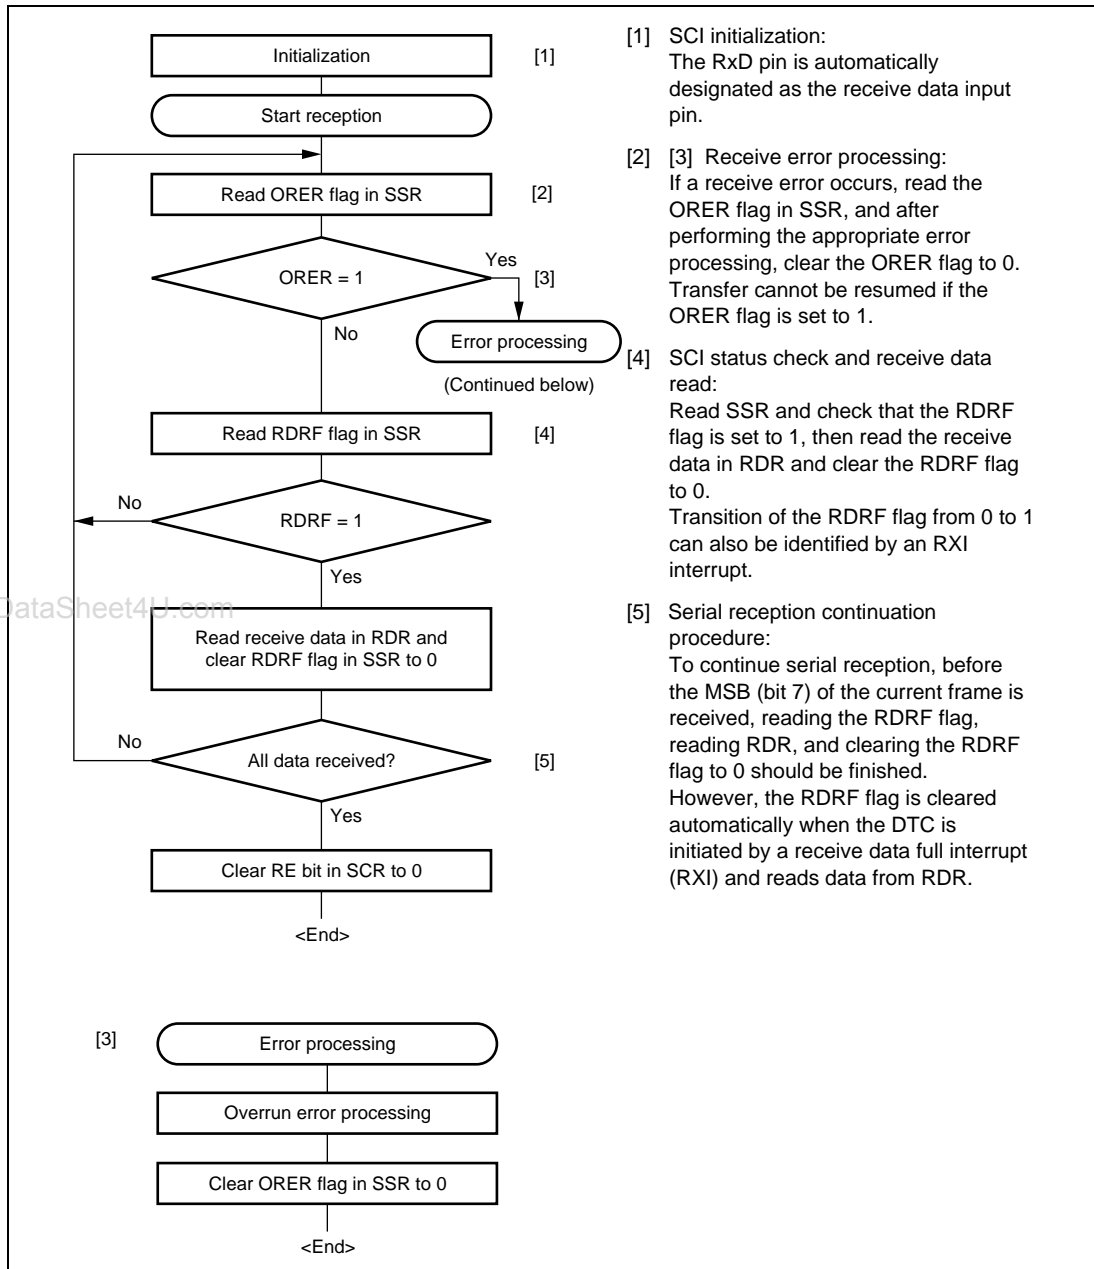 Initialization
[1]
Start reception
Read ORER flag in SSR
[2]
ORER = 1
Yes
[3]
No
Error processing
(Continued below)
Read RDRF flag in SSR
[4]
No
RDRF = 1
Yes
DataSheet4U.com
Read receive data in RDR and
clear RDRF flag in SSR to 0
No
All data received?
[5]
Yes
Clear RE bit in SCR to 0
<End>
[1] SCI initialization:
The RxD pin is automatically
designated as the receive data input
pin.
[2] [3] Receive error processing:
If a receive error occurs, read the
ORER flag in SSR, and after
performing the appropriate error
processing, clear the ORER flag to 0.
Transfer cannot be resumed if the
ORER flag is set to 1.
[4] SCI status check and receive data
read:
Read SSR and check that the RDRF
flag is set to 1, then read the receive
data in RDR and clear the RDRF flag
to 0.
Transition of the RDRF flag from 0 to 1
can also be identified by an RXI
interrupt.
[5] Serial reception continuation
procedure:
To continue serial reception, before
the MSB (bit 7) of the current frame is
received, reading the RDRF flag,
reading RDR, and clearing the RDRF
flag to 0 should be finished.
However, the RDRF flag is cleared
automatically when the DTC is
initiated by a receive data full interrupt
(RXI) and reads data from RDR.
[3]
Error processing
Overrun error processing
Clear ORER flag in SSR to 0
<End>